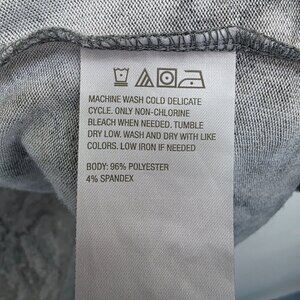 MACHINE WASH COLD DELICATE
CYCLE. ONLY NON-CHLORINE
BLEACH WHEN NEEDED. TUMBLE
DRY LOW. WASH AND DRY WITH LIKE
COLORS. LOW IRON IF NEEDED
BODY: 96% POLYESTER
4% SPANDEX